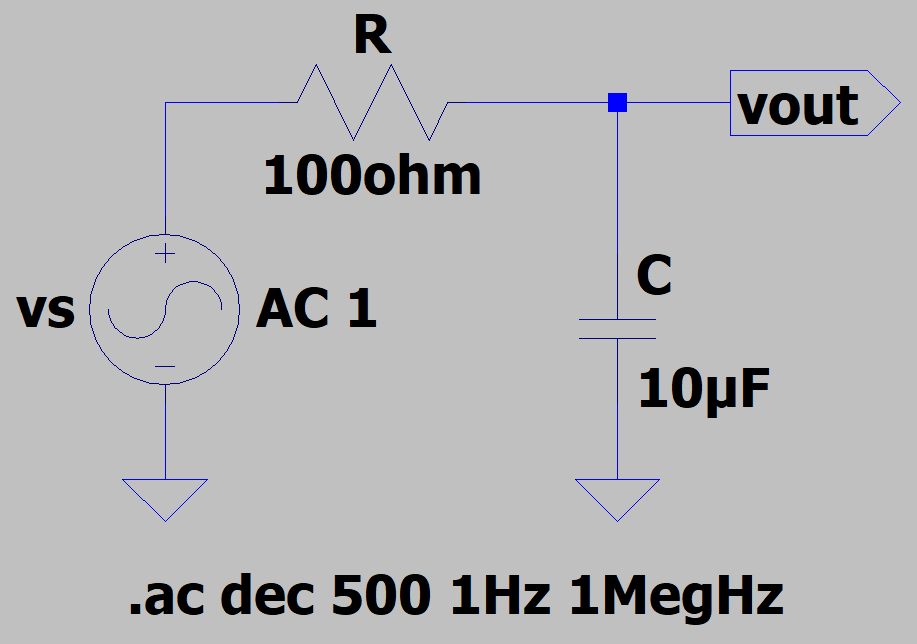 R
100ohm
vout
vs
AC 1
C
10µF
.ac dec 500 1Hz 1MegHz